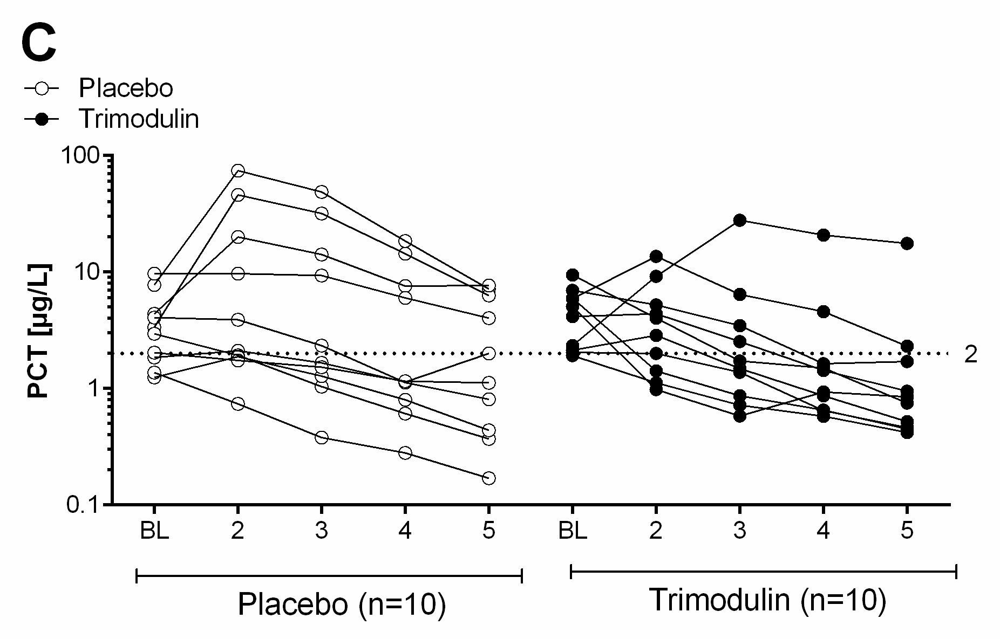 C
Placebo
Trimodulin
PCT [µg/L]
100
10
1
0.1
2
BL 2 3 4 5 BL 2 3 4 5
Placebo (n=10) Trimodulin (n=10)